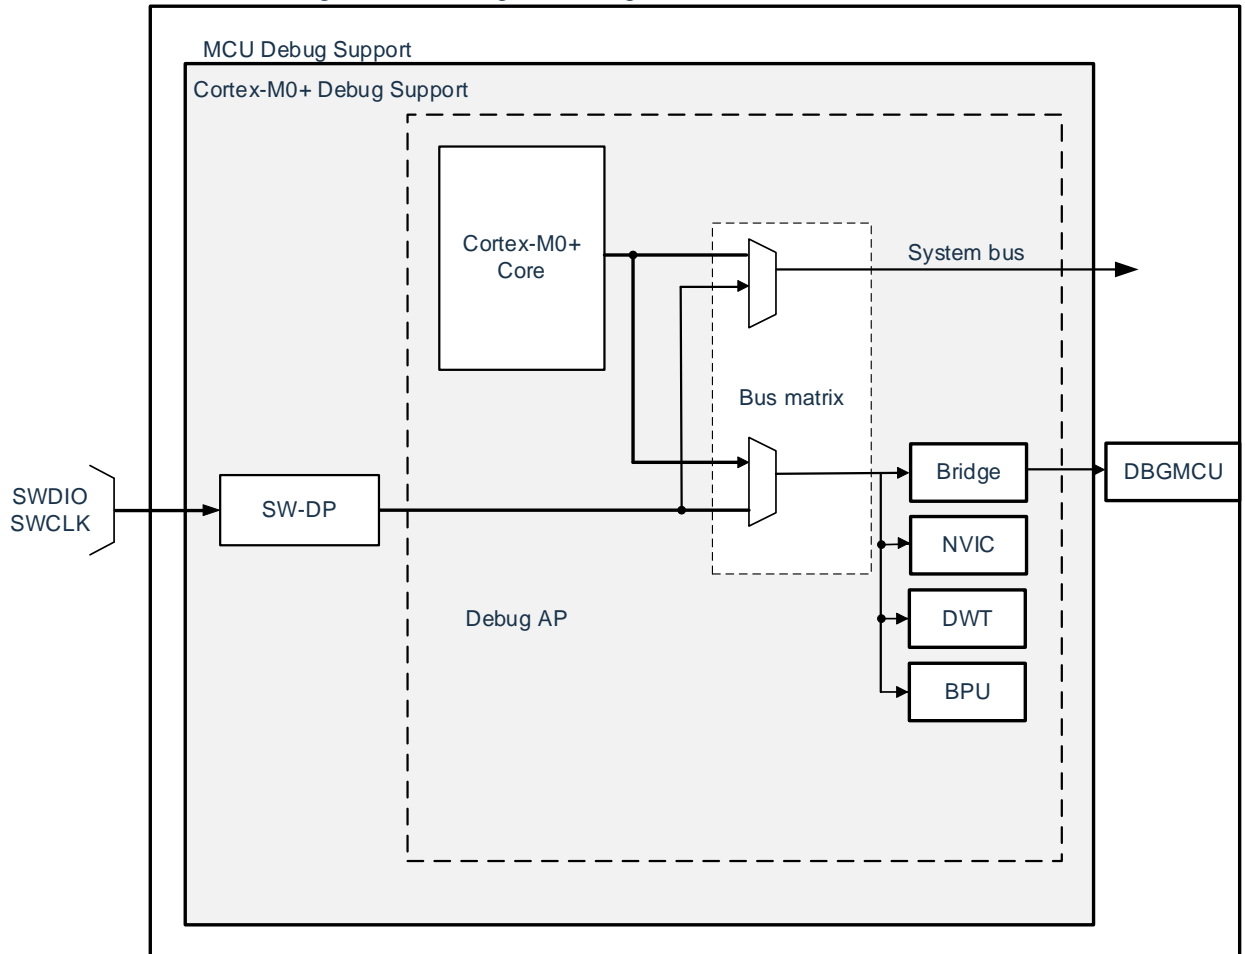 MCU Debug Support
Cortex-M0+ Debug Support
Cortex-M0+
Core
System bus
Bus matrix
Bridge
DBGMCU
SWDIO
SWCLK
SW-DP
NVIC
DWT
Debug AP
BPU